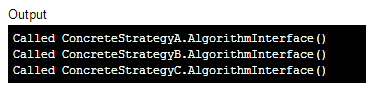 Output
Called ConcreteStrategyA.AlgorithmInterface()
Called ConcreteStrategyB.AlgorithmInterface()
Called ConcreteStrategyC.AlgorithmInterface()